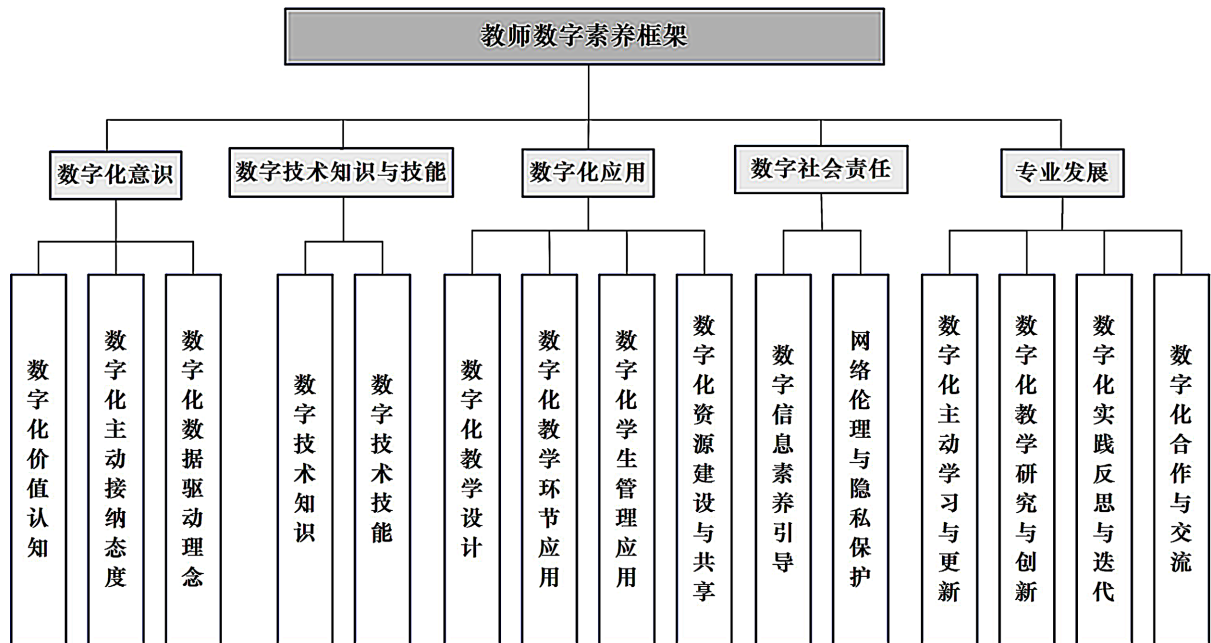 教师数字素养框架
数字化意识
数字技术知识与技能
数字化应用
数字社会责任
专业发展
数字化价值认知
数字化主动接纳态度
数字化数据驱动理念
数字技术知识
数字技术技能
数字化教学设计
数字化教学环节应用
数字化学生管理应用
数字化资源建设与共享
数字信息素养引导
网络伦理与隐私保护
数字化主动学习与更新
数字化教学研究与创新
数字化实践反思与迭代
数字化合作与交流